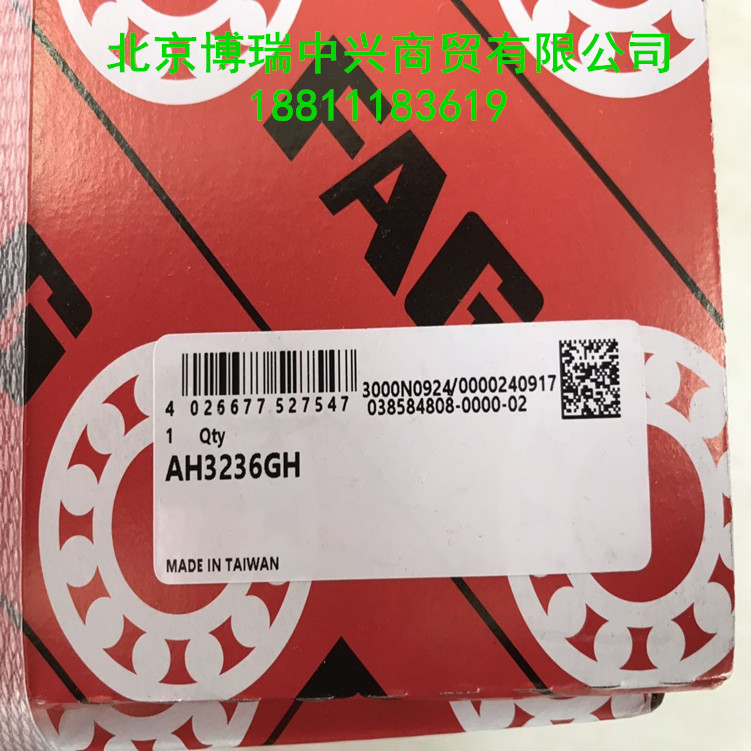 北京博瑞中兴商贸有限公司
18811183619
FAG
3000N0924/0000240917
4 026677 527547
038584808-0000-02
1 Qty
AH3236GH
MADE IN TAIWAN